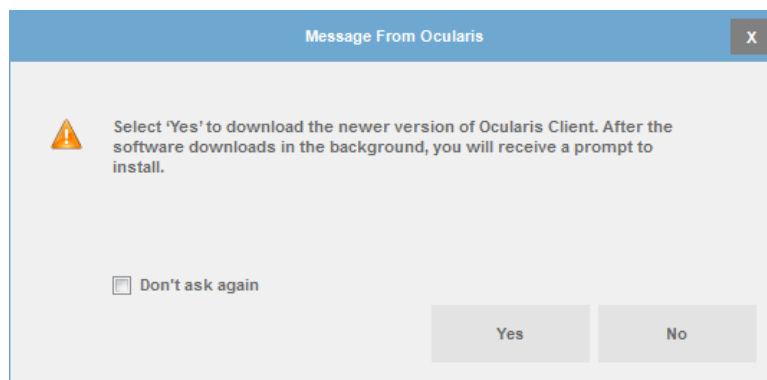 Message From Ocularis
X
Select ‘Yes’ to download the newer version of Ocularis Client. After the
software downloads in the background, you will receive a prompt to
install.
Don't ask again
Yes
No